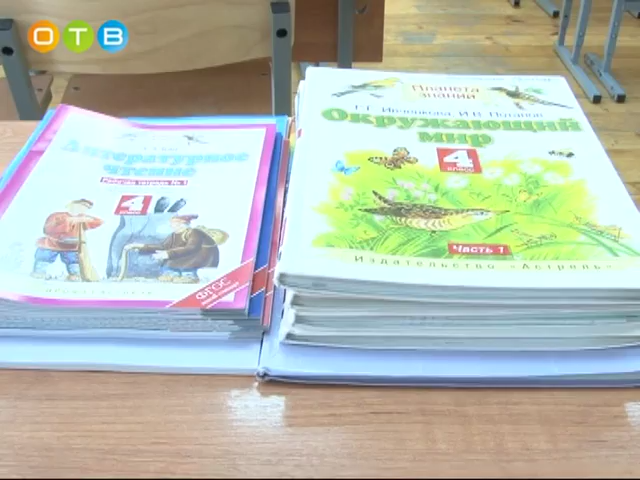 ОТВ
Планета
знаний
Г.Г. Ивченкова, И.В. Потапов
Окружающий
мир
4
класс
Часть 1
Издательство «Астрель»
Литературное
чтение
Рабочая тетрадь № 1
4
класс
ФГОС